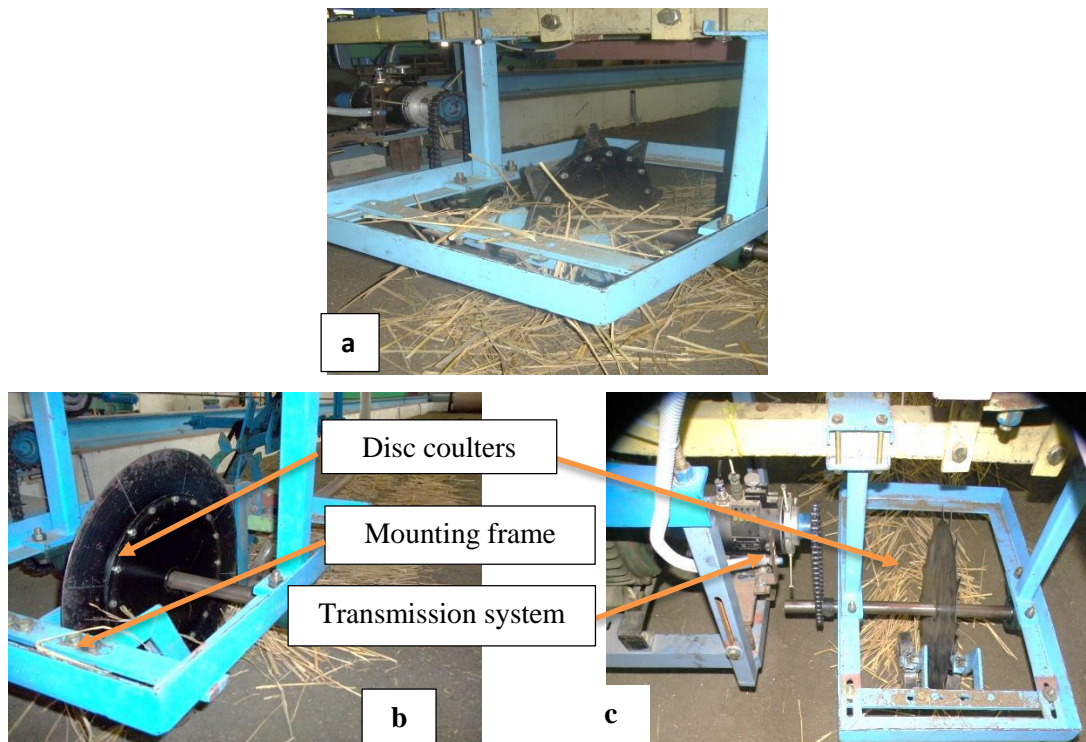 a
Disc coulters
Mounting frame
Transmission system
b
c